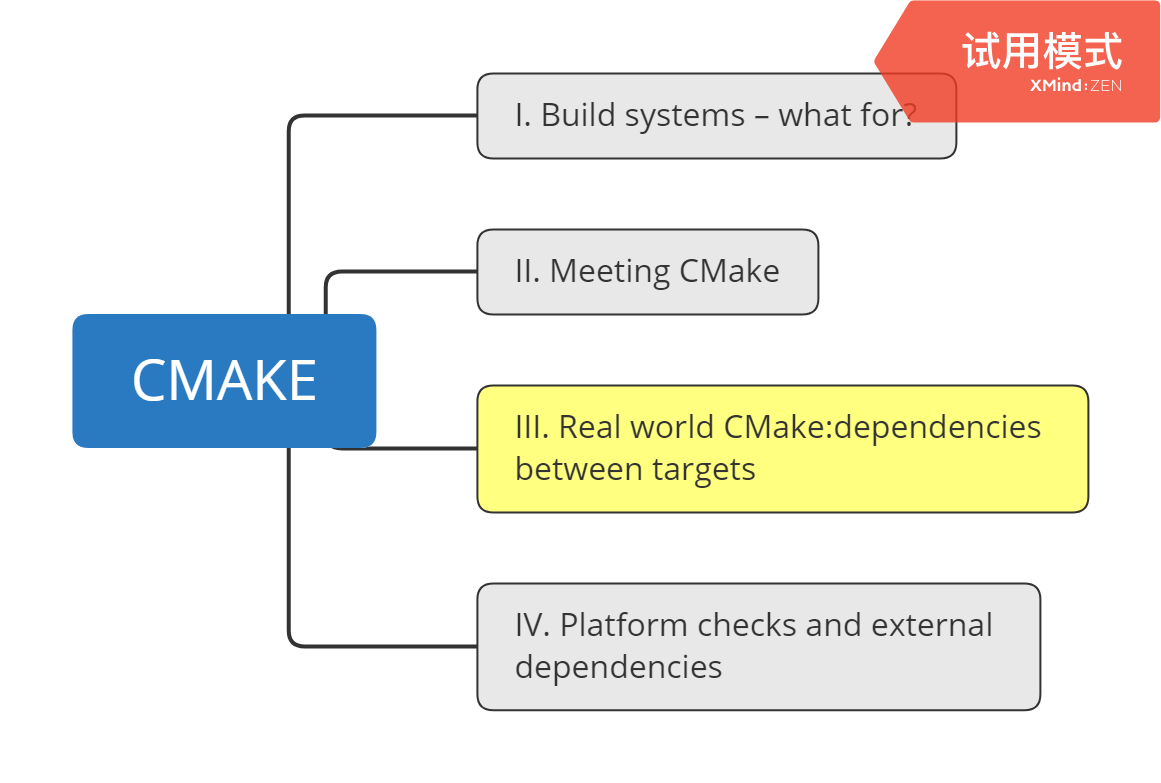 试用模式
XMind:ZEN
I. Build systems – what for?
II. Meeting CMake
CMAKE
III. Real world CMake:dependencies
between targets
IV. Platform checks and external
dependencies